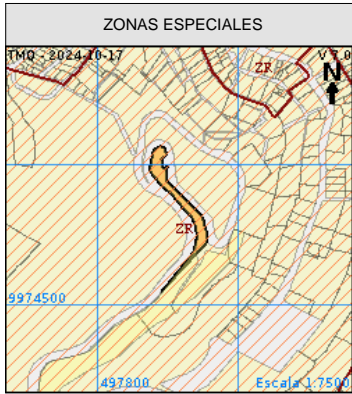 ZONAS ESPECIALES
TMQ - 2024-10-17
V 7.0
ZR
N
ZR
9974500
497800
Escala 1:7500